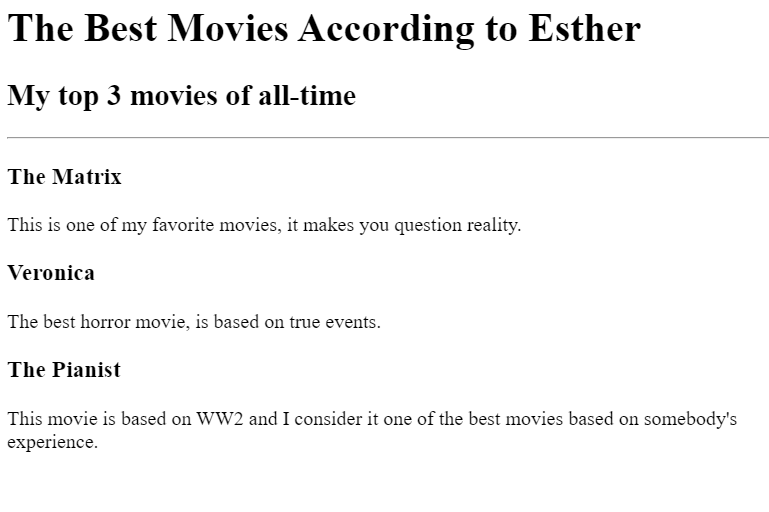 The Best Movies According to Esther
My top 3 movies of all-time
The Matrix
This is one of my favorite movies, it makes you question reality.
Veronica
The best horror movie, is based on true events.
The Pianist
This movie is based on WW2 and I consider it one of the best movies based on somebody's
experience.